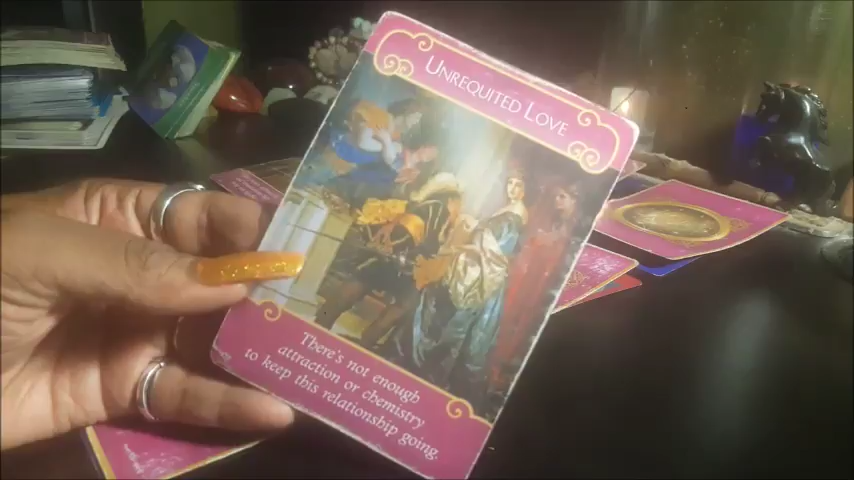 UNREQUITED LOVE
There's not enough
attraction or chemistry
to keep this relationship going.